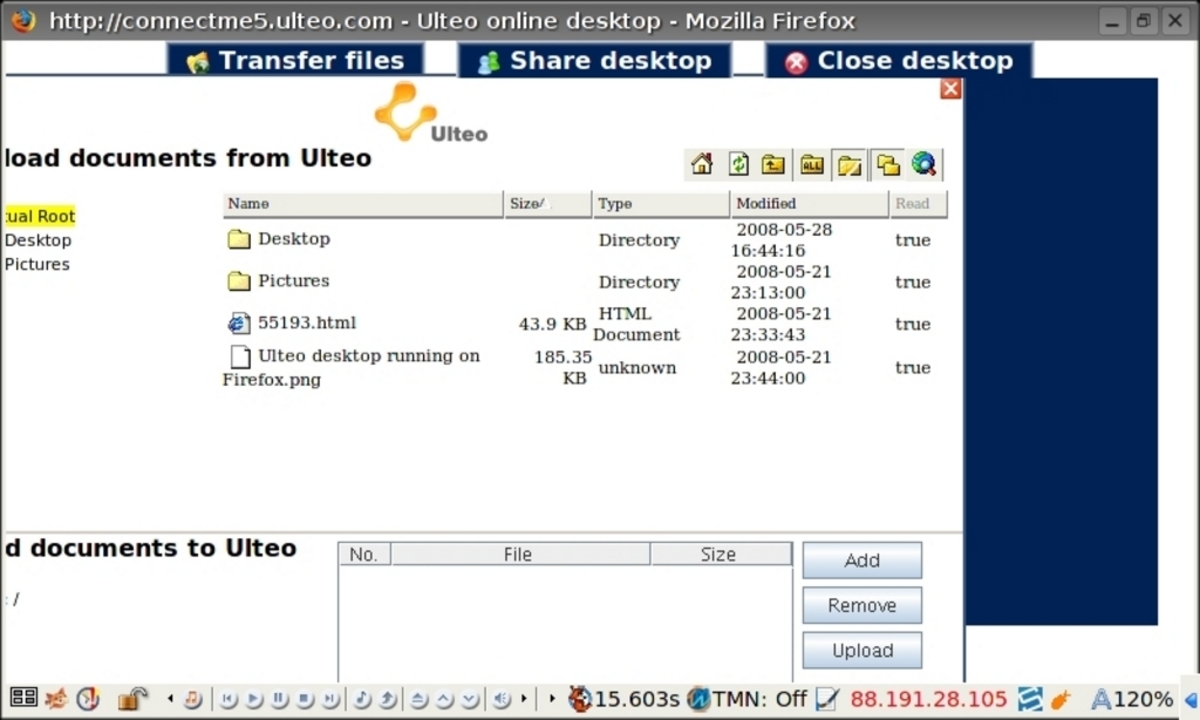 http://connectme5.ulteo.com - Ulteo online desktop - Mozilla Firefox
Transfer files Share desktop Close desktop
Ulteo
load documents from Ulteo
ALL
Name Size/ Type Modified Read
tual Root
Desktop
Pictures
Desktop Directory 2008-05-28 16:44:16 true
Pictures Directory 2008-05-21 23:13:00 true
55193.html 43.9 KB HTML Document 2008-05-21 23:33:43 true
Ulteo desktop running on Firefox.png 185.35 KB unknown 2008-05-21 23:44:00 true
d documents to Ulteo
No. File Size
Add
: /
Remove
Upload
15.603s TMN: Off 88.191.28.105 120%